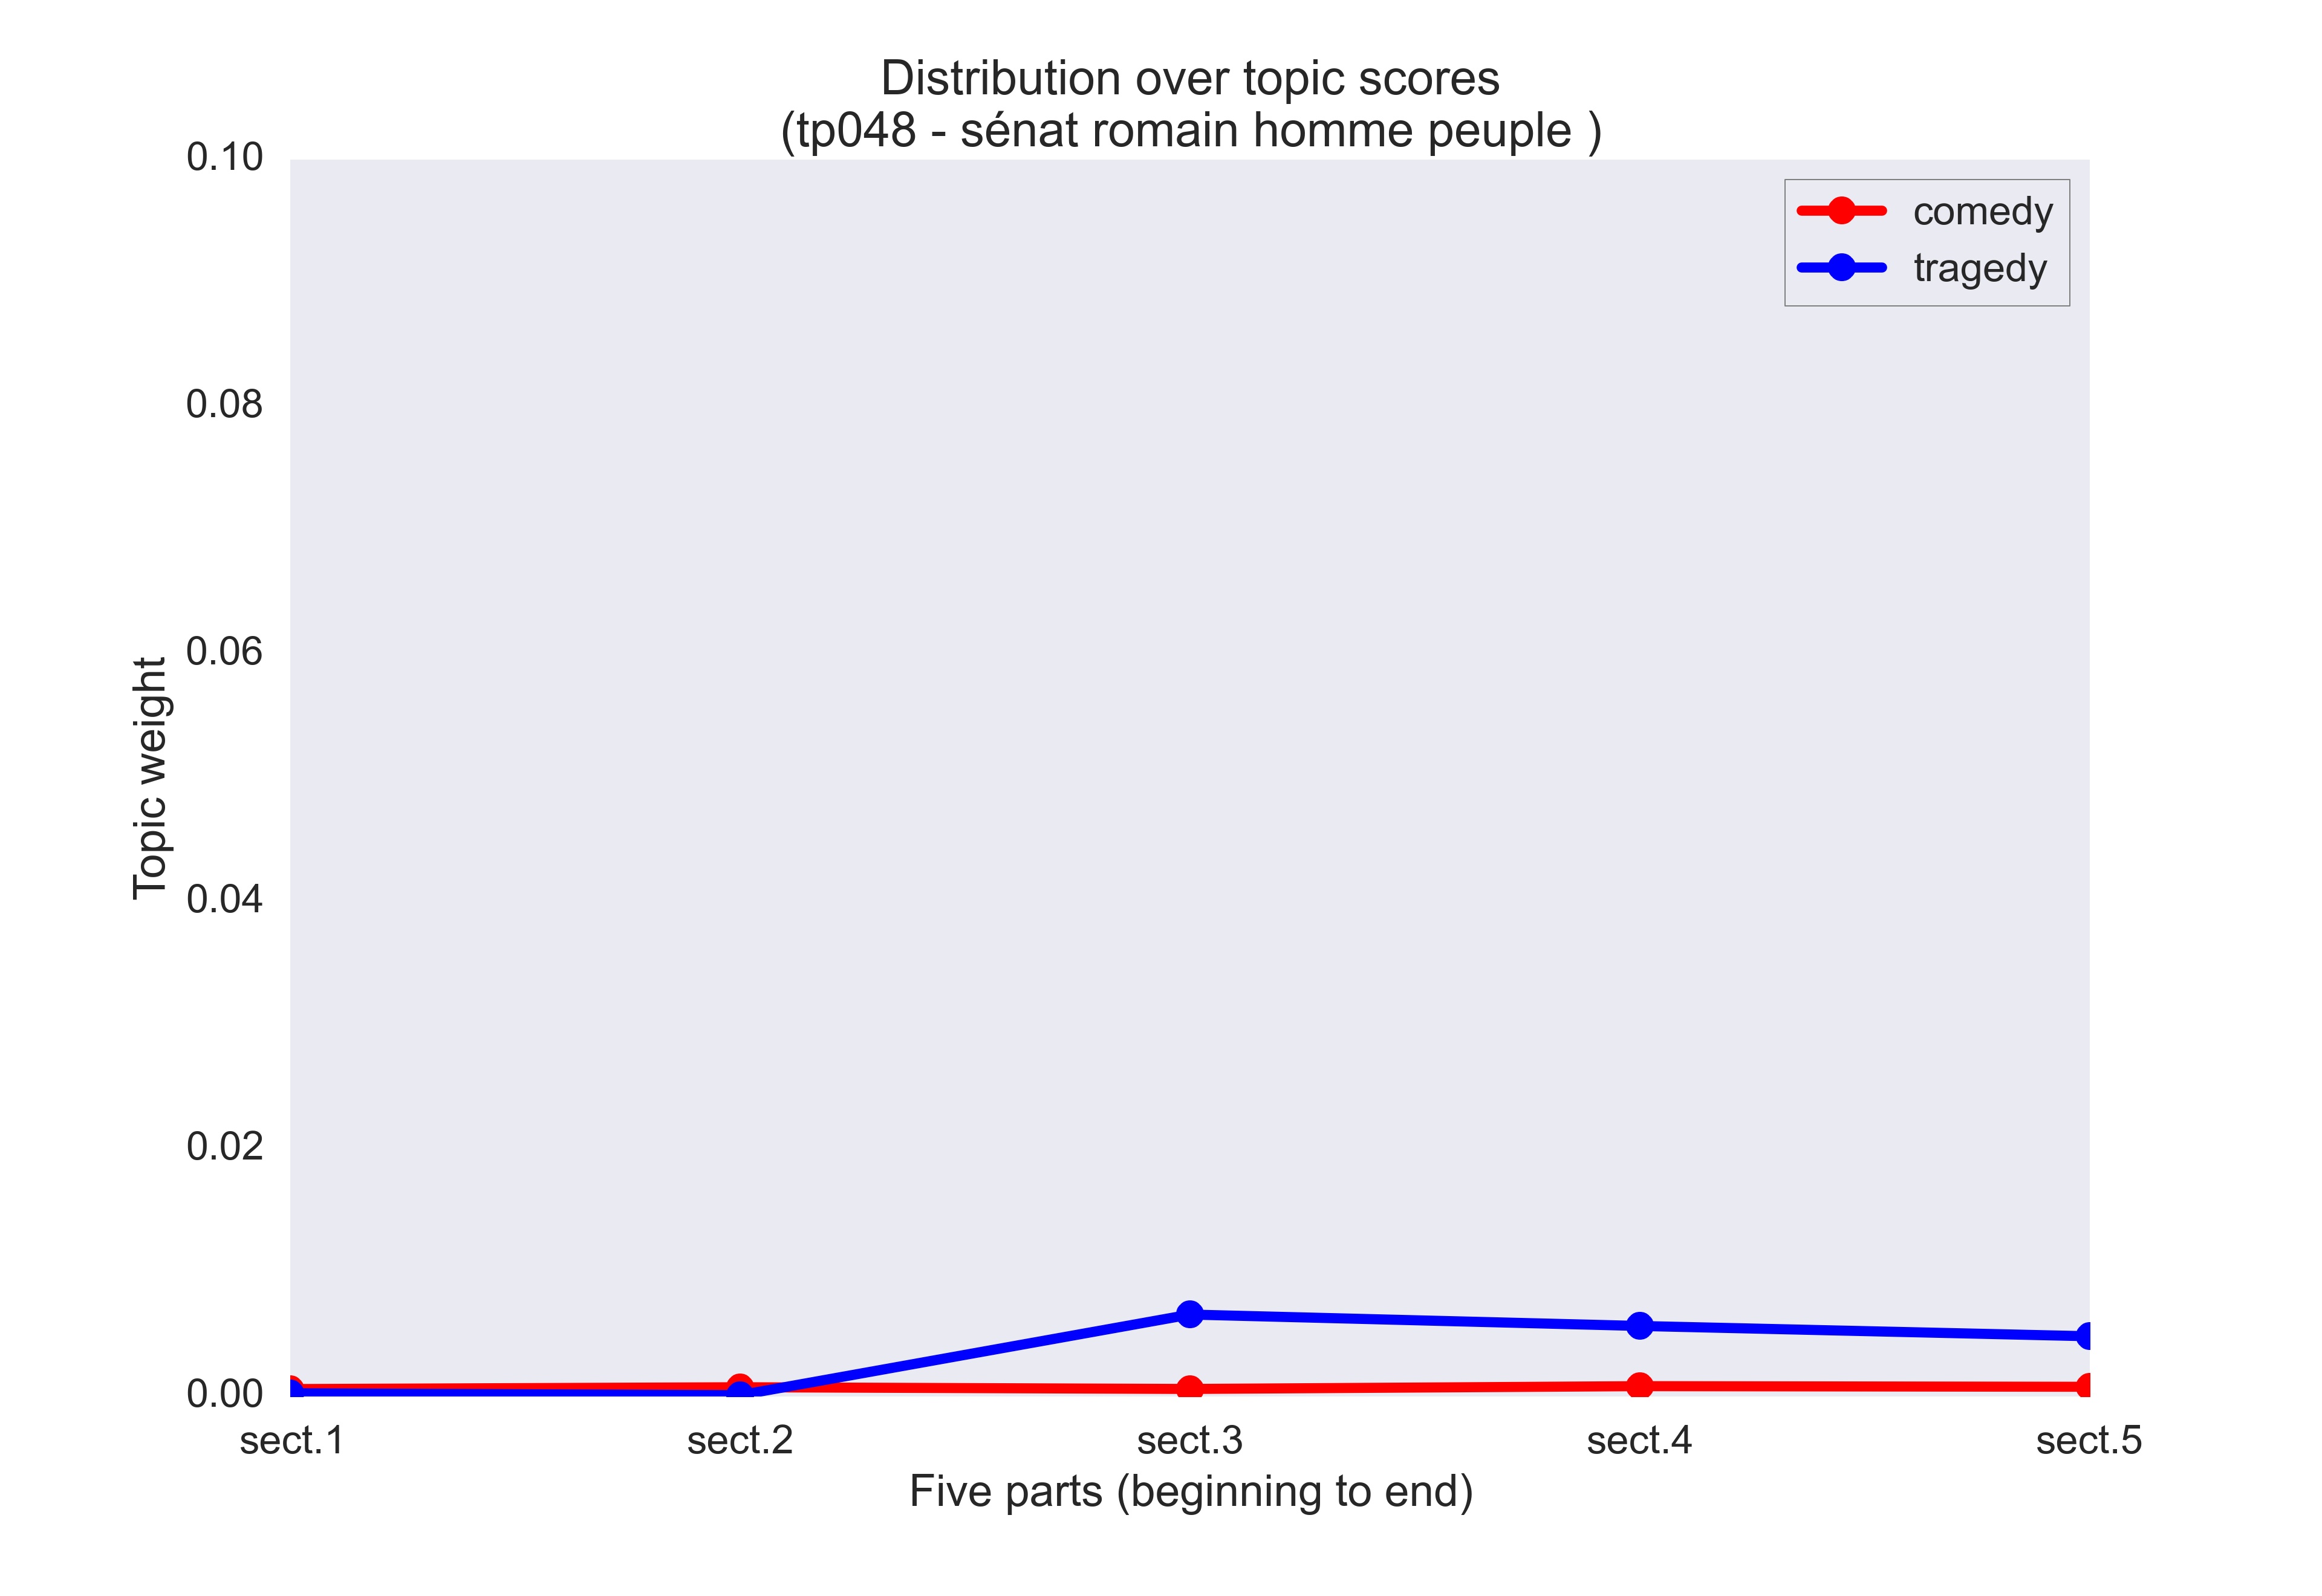 Distribution over topic scores
(tp048 - sénat romain homme peuple )
0.10
0.08
0.06
0.04
0.02
0.00
Topic weight
comedy
tragedy
sect.1
sect.2
sect.3
sect.4
sect.5
Five parts (beginning to end)